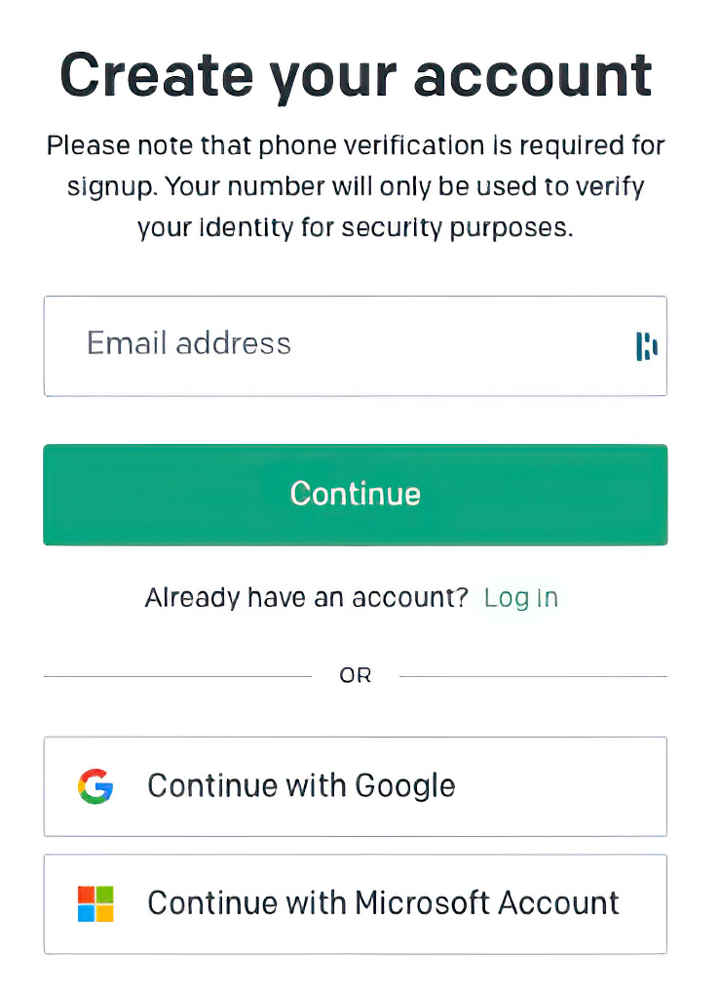 Create your account
Please note that phone verification is required for
signup. Your number will only be used to verify
your identity for security purposes.
Email address
Continue
Already have an account? Log in
OR
Continue with Google
Continue with Microsoft Account